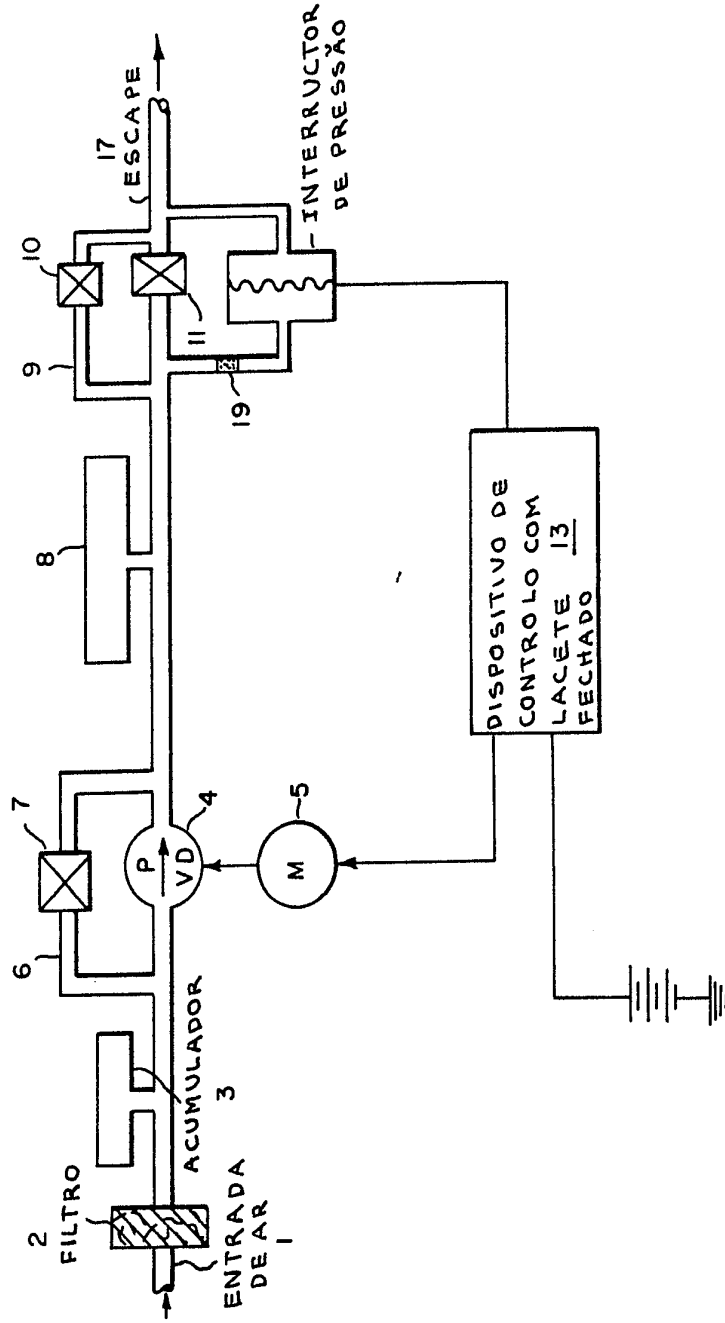 2
FILTRO
ENTRADA
DE AR
1
ACUMULADOR
3
6
7
P
VD
4
M
5
8
9
10
11
19
17
ESCAPE
INTERRUCTOR
DE PRESSÃO
DISPOSITIVO DE
CONTROLO COM
LACETE 13
FECHADO